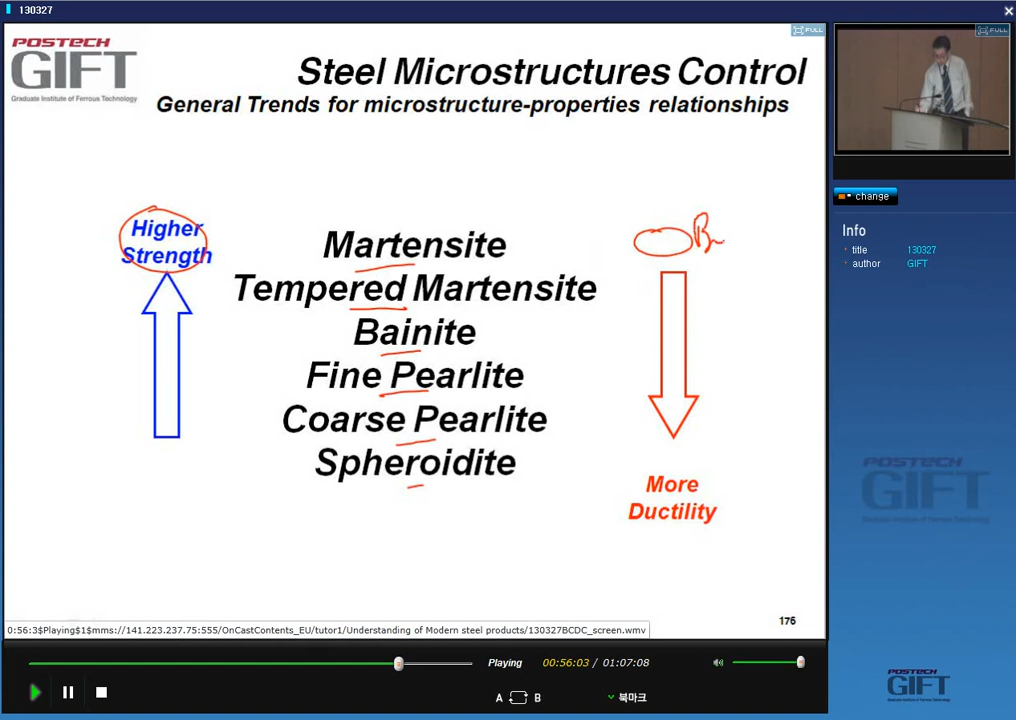 130327
POSTECH
GIFT
Graduate Institute of Ferrous Technology
Steel Microstructures Control
General Trends for microstructure-properties relationships
FULL
FULL
Higher
Strength
Martensite
Tempered Martensite
Bainite
Fine Pearlite
Coarse Pearlite
Spheroidite
More
Ductility
176
0:56:3$Playing$1$mms://141.223.237.75:555/OnCastContents_EU/tutor1/Understanding of Modern steel products/130327BCDC_screen.wmv
change
Info
title 130327
author GIFT
POSTECH
GIFT
Playing 00:56:03 / 01:07:08
A B 북마크
POSTECH
GIFT